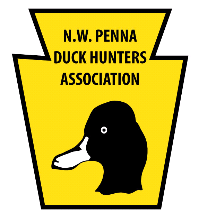 N.W. PENNA
DUCK HUNTERS
ASSOCIATION